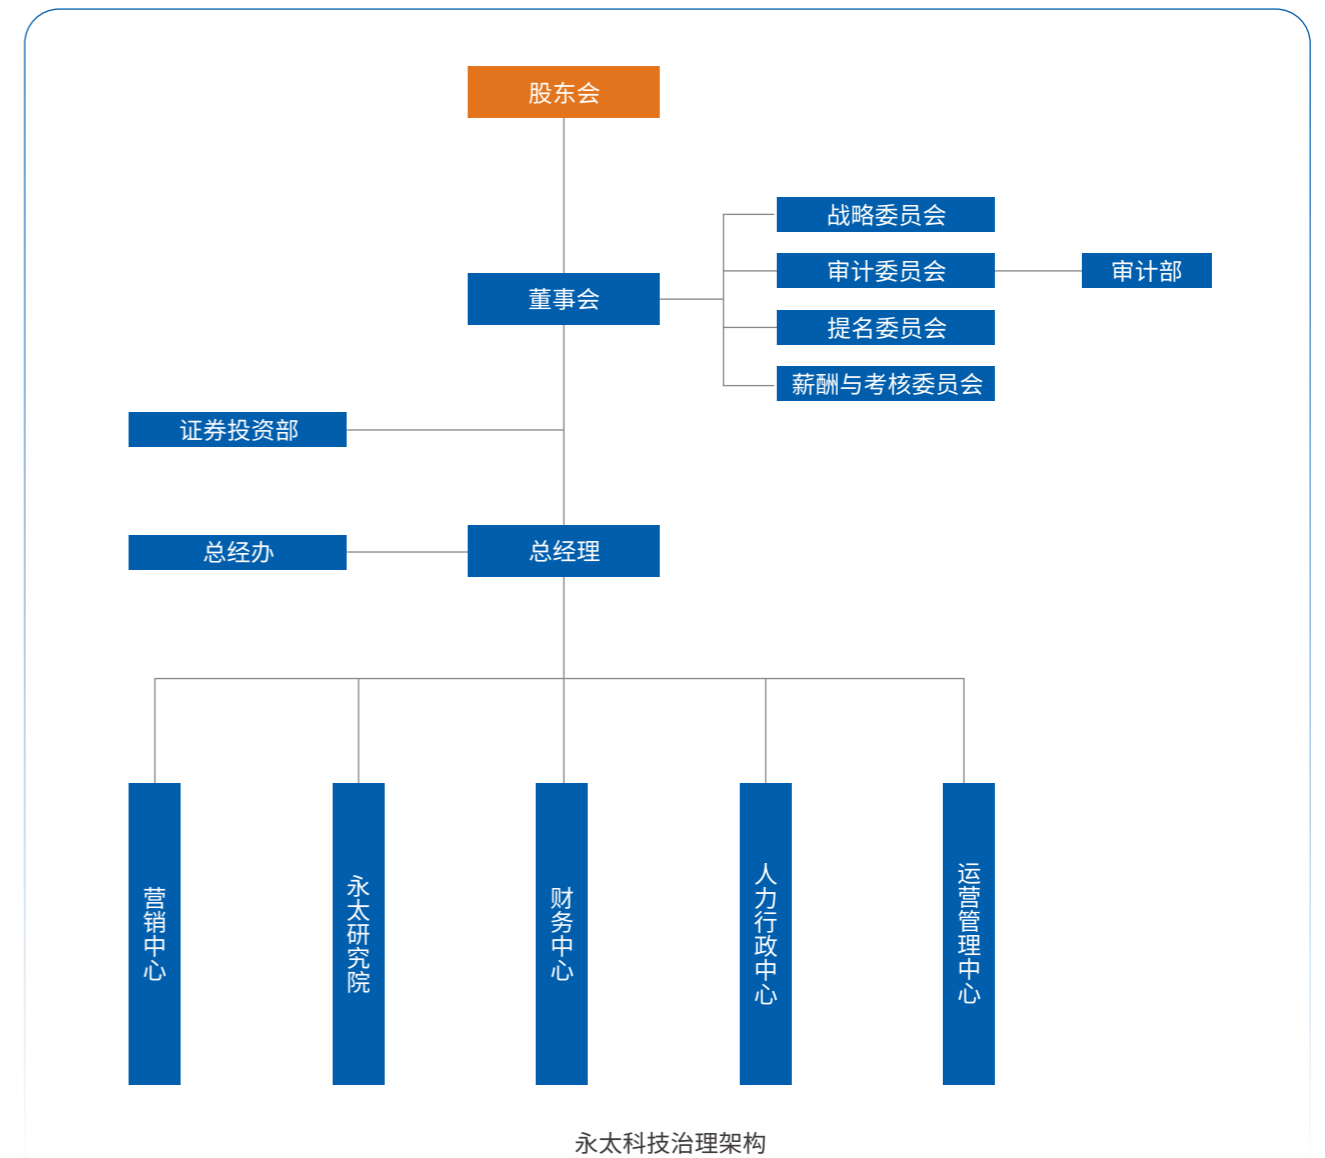 股东会
战略委员会
审计委员会
审计部
董事会
提名委员会
薪酬与考核委员会
证券投资部
总经办
总经理
营销中心
永太研究院
财务中心
人力行政中心
运营管理中心
永太科技治理架构